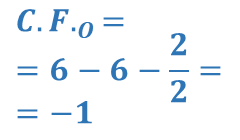 C.F.O =
= 6 − 6 − 2/2 =
= −1